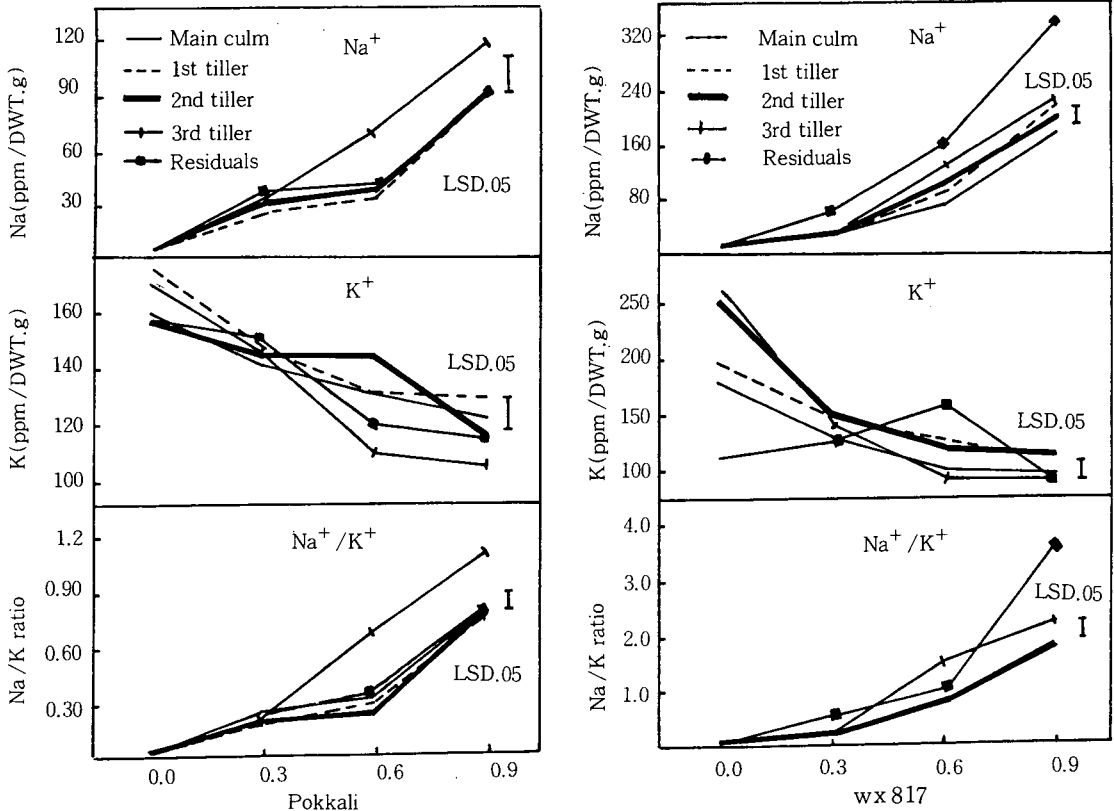 120
90
60
30
Na(ppm/DWT.g)
Main culm
1st tiller
2nd tiller
3rd tiller
Residuals
Na+
LSD.05
160
140
120
100
K(ppm/DWT.g)
K+
LSD.05
1.2
0.90
0.60
0.30
Na/K ratio
Na+/K+
LSD.05
0.0 0.3 0.6 0.9
Pokkali
320
240
160
80
Na(ppm/DWT.g)
Main culm
1st tiller
2nd tiller
3rd tiller
Residuals
Na+
LSD.05
250
200
150
100
K(ppm/DWT.g)
K+
LSD.05
4.0
3.0
2.0
1.0
Na/K ratio
Na+/K+
LSD.05
0.0 0.3 0.6 0.9
wx 817